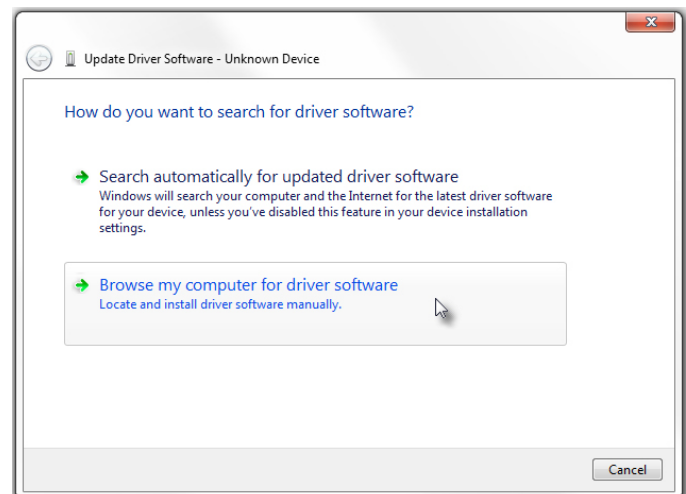 Update Driver Software - Unknown Device
How do you want to search for driver software?
Search automatically for updated driver software
Windows will search your computer and the Internet for the latest driver software
for your device, unless you've disabled this feature in your device installation
settings.
Browse my computer for driver software
Locate and install driver software manually.
Cancel